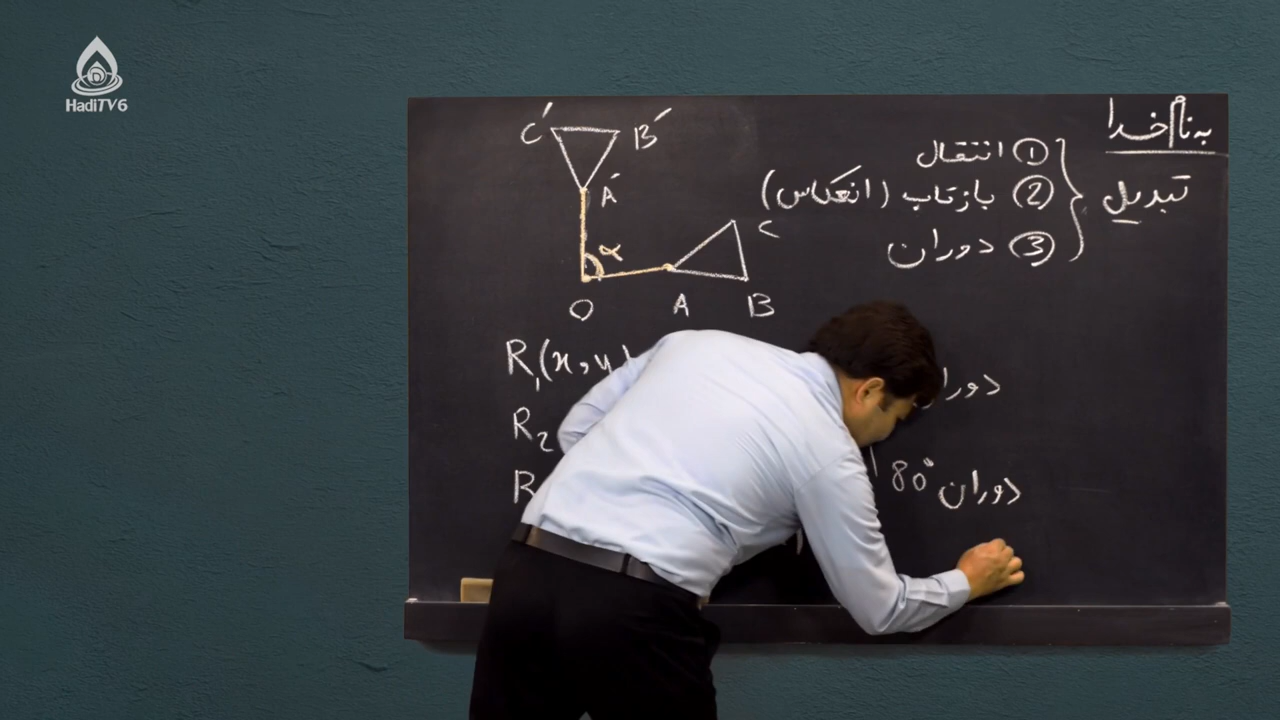 HadiTV6
به نام خدا
تبدیل
① انتقال
② بازتاب (انعکاس)
③ دوران
C′ B′
A′
α
C
O A B
R₁(x,y)
دوران
R₂
180° دوران
R